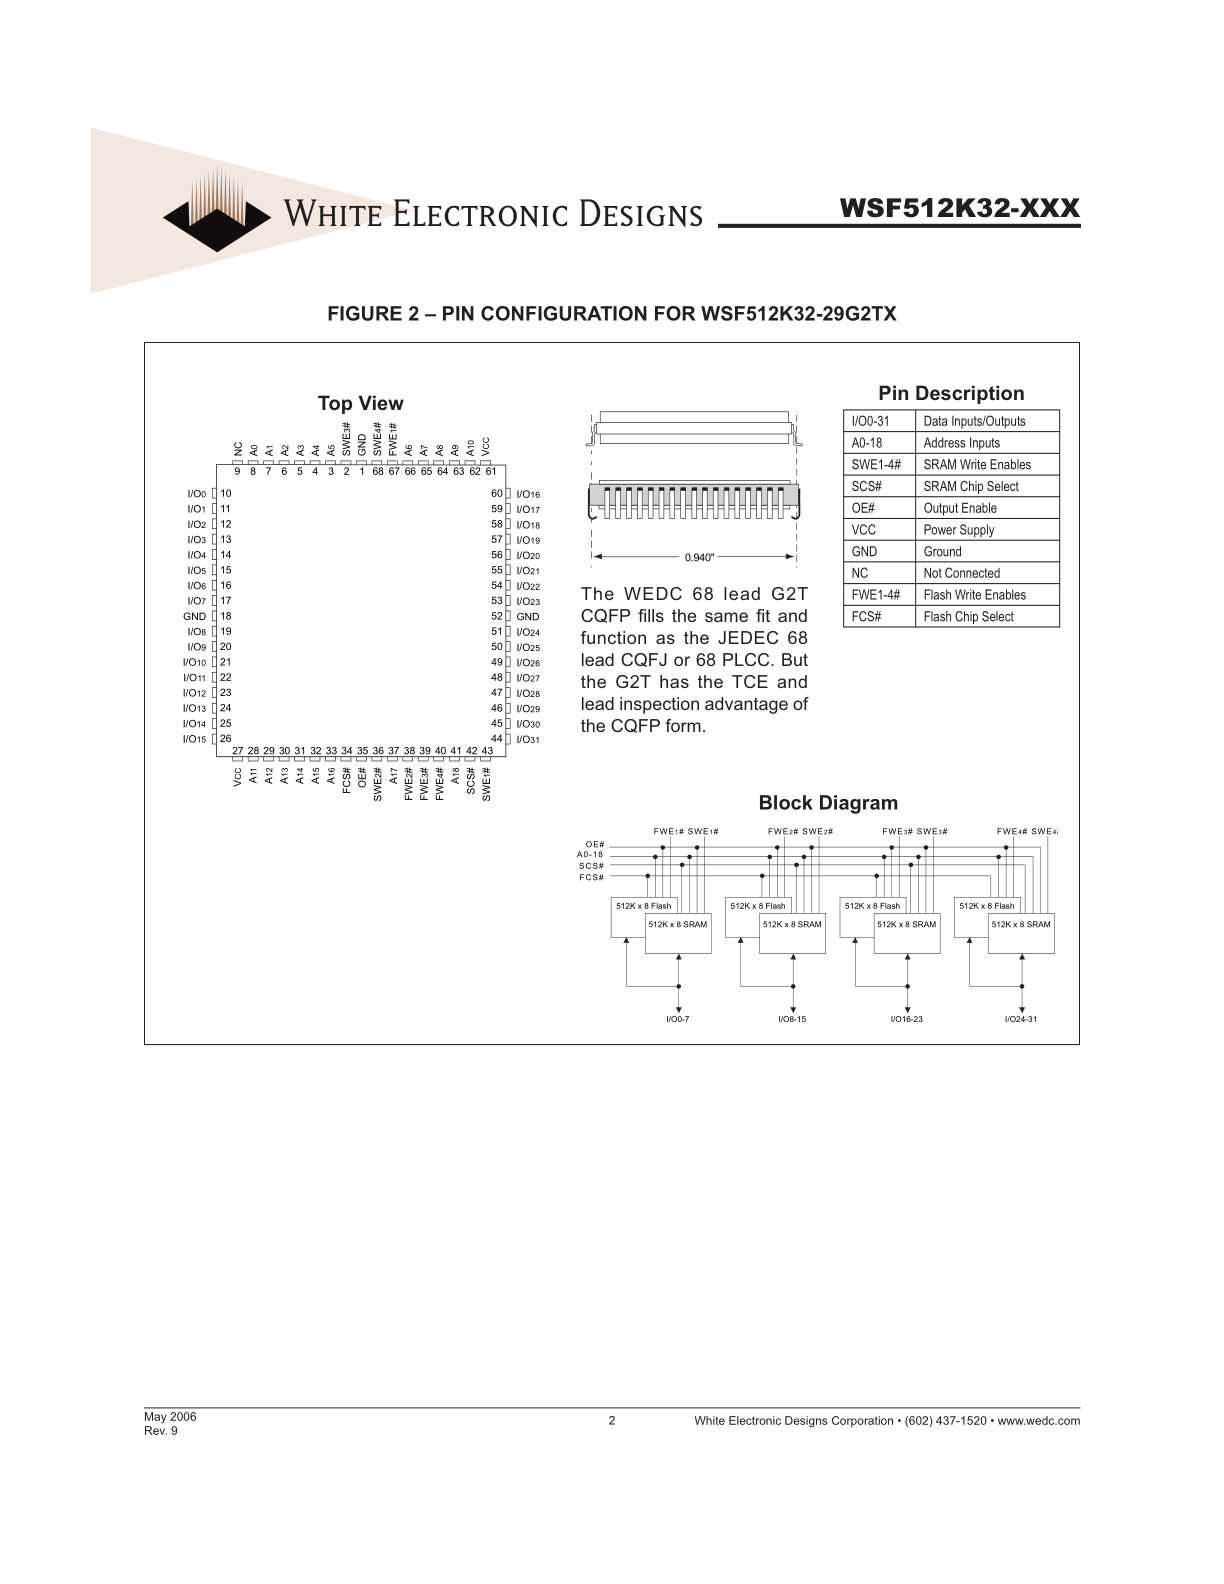 WHITE ELECTRONIC DESIGNS
WSF512K32-XXX
FIGURE 2 – PIN CONFIGURATION FOR WSF512K32-29G2TX
Top View
NC A0 A1 A2 A3 A4 A5 SWE3# GND SWE4# FWE1# A6 A7 A8 A9 A10 VCC
9 8 7 6 5 4 3 2 1 68 67 66 65 64 63 62 61
I/O0 10 60 I/O16
I/O1 11 59 I/O17
I/O2 12 58 I/O18
I/O3 13 57 I/O19
I/O4 14 56 I/O20
I/O5 15 55 I/O21
I/O6 16 54 I/O22
I/O7 17 53 I/O23
GND 18 52 GND
I/O8 19 51 I/O24
I/O9 20 50 I/O25
I/O10 21 49 I/O26
I/O11 22 48 I/O27
I/O12 23 47 I/O28
I/O13 24 46 I/O29
I/O14 25 45 I/O30
I/O15 26 44 I/O31
27 28 29 30 31 32 33 34 35 36 37 38 39 40 41 42 43
VCC A11 A12 A13 A14 A15 A16 FCS# OE# SWE2# A17 FWE2# FWE3# FWE4# A18 SCS# SWE1#
0.940"
The WEDC 68 lead G2T
CQFP fills the same fit and
function as the JEDEC 68
lead CQFJ or 68 PLCC. But
the G2T has the TCE and
lead inspection advantage of
the CQFP form.
Pin Description
I/O0-31 Data Inputs/Outputs
A0-18 Address Inputs
SWE1-4# SRAM Write Enables
SCS# SRAM Chip Select
OE# Output Enable
VCC Power Supply
GND Ground
NC Not Connected
FWE1-4# Flash Write Enables
FCS# Flash Chip Select
Block Diagram
FWE1# SWE1# FWE2# SWE2# FWE3# SWE3# FWE4# SWE4
OE#
A0-18
SCS#
FCS#
512K x 8 Flash 512K x 8 Flash 512K x 8 Flash 512K x 8 Flash
512K x 8 SRAM 512K x 8 SRAM 512K x 8 SRAM 512K x 8 SRAM
I/O0-7 I/O8-15 I/O16-23 I/O24-31
May 2006
Rev. 9
2
White Electronic Designs Corporation • (602) 437-1520 • www.wedc.com